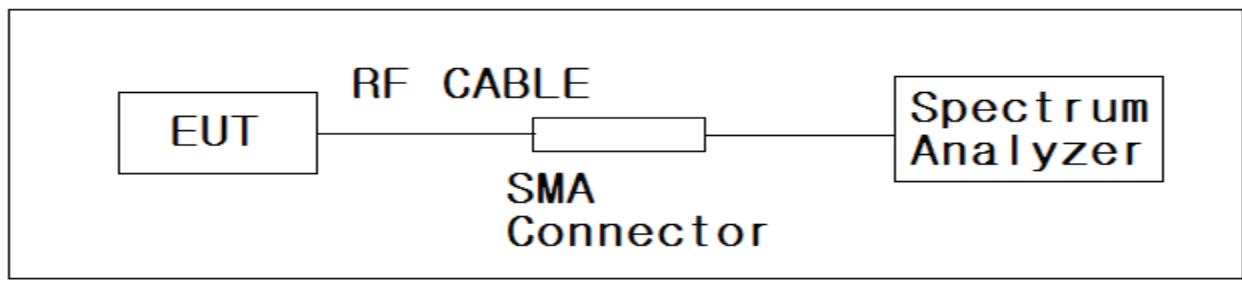 RF CABLE
EUT
Spectrum
Analyzer
SMA
Connector